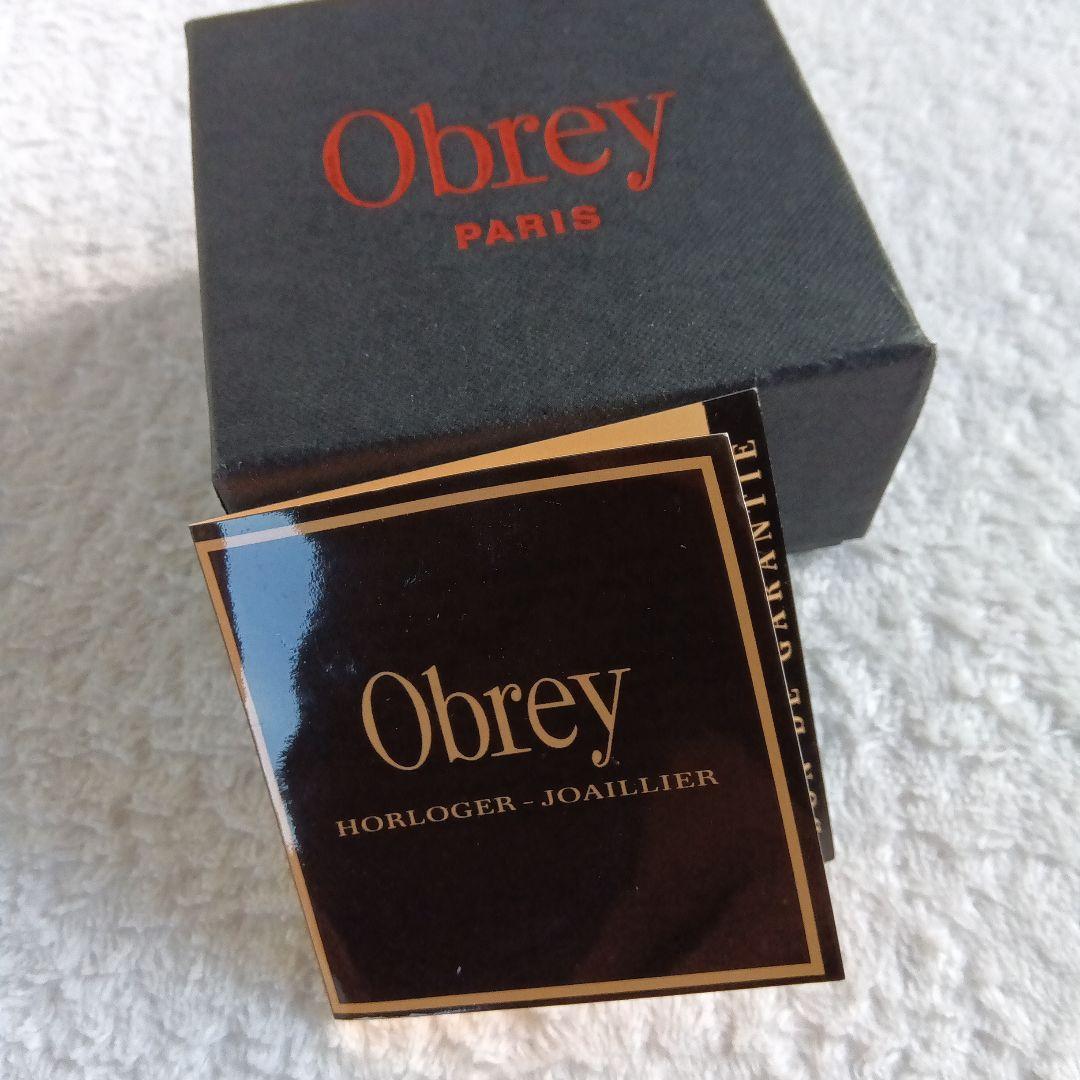 Obrey
PARIS
Obrey
HORLOGER - JOAILLIER
DE GARANTIE